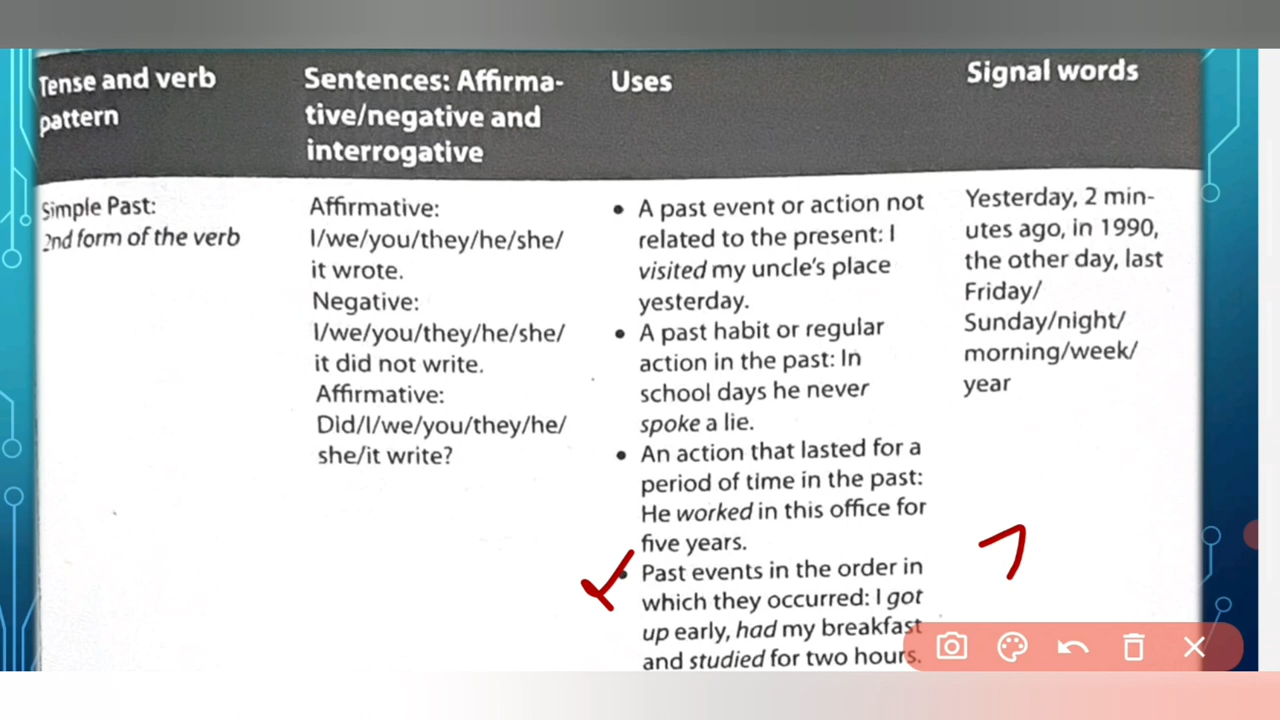 Tense and verb
pattern
Sentences: Affirma-
tive/negative and
interrogative
Uses
Signal words
Simple Past:
2nd form of the verb
Affirmative:
I/we/you/they/he/she/
it wrote.
Negative:
I/we/you/they/he/she/
it did not write.
Affirmative:
Did/I/we/you/they/he/
she/it write?
• A past event or action not
related to the present: I
visited my uncle's place
yesterday.
• A past habit or regular
action in the past: In
school days he never
spoke a lie.
• An action that lasted for a
period of time in the past:
He worked in this office for
five years.
• Past events in the order in
which they occurred: I got
up early, had my breakfast
and studied for two hours.
Yesterday, 2 min-
utes ago, in 1990,
the other day, last
Friday/
Sunday/night/
morning/week/
year